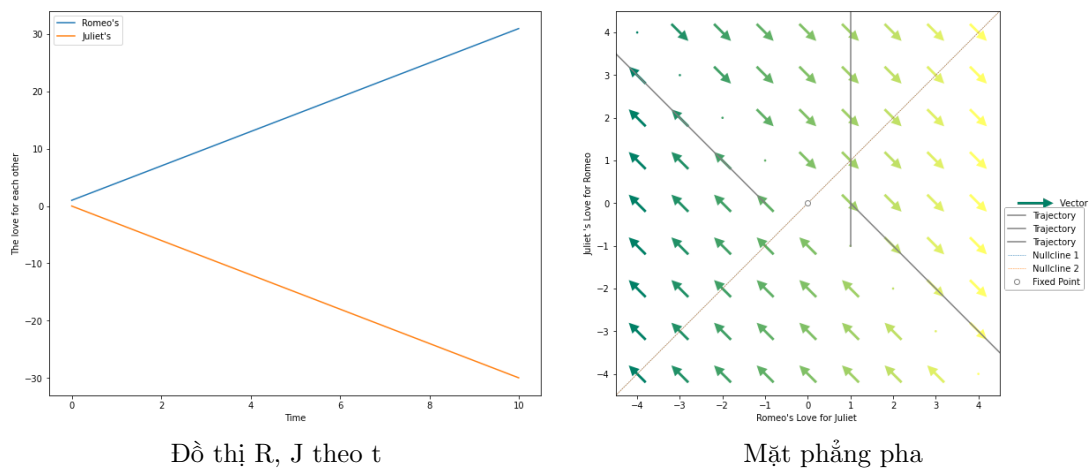 Romeo's
Juliet's
The love for each other
30
20
10
0
−10
−20
−30
0
2
4
6
8
10
Time
Đồ thị R, J theo t
Juliet 's Love for Romeo
4
3
2
1
0
−1
−2
−3
−4
−4
−3
−2
−1
0
1
2
3
4
Romeo's Love for Juliet
Vector
Trajectory
Trajectory
Trajectory
Nullcline 1
Nullcline 2
Fixed Point
Mặt phẳng pha